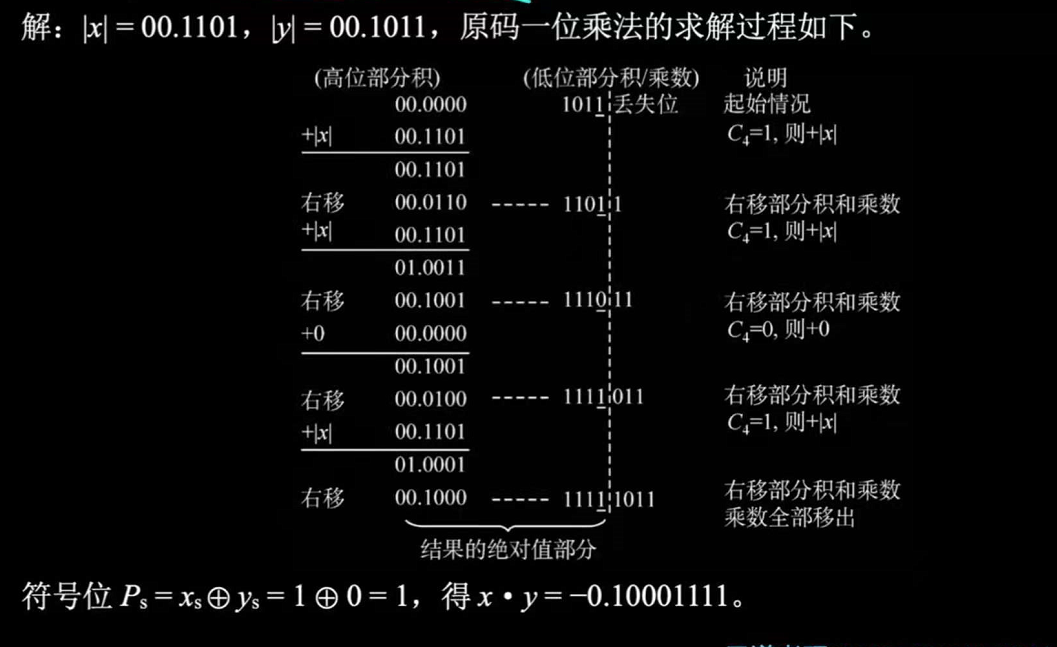 解：|x| = 00.1101，|y| = 00.1011，原码一位乘法的求解过程如下。
(高位部分积) (低位部分积/乘数) 说明
00.0000 1011 丢失位 起始情况
+|x| 00.1101 C₄=1, 则+|x|
00.1101
右移 00.0110 ----- 1101 1 右移部分积和乘数
+|x| 00.1101 C₄=1, 则+|x|
01.0011
右移 00.1001 ----- 1110 11 右移部分积和乘数
+0 00.0000 C₄=0, 则+0
00.1001
右移 00.0100 ----- 1111 011 右移部分积和乘数
+|x| 00.1101 C₄=1, 则+|x|
01.0001
右移 00.1000 ----- 1111 1011 右移部分积和乘数
乘数全部移出
结果的绝对值部分
符号位 Pₛ = xₛ ⊕ yₛ = 1 ⊕ 0 = 1，得 x • y = −0.10001111。